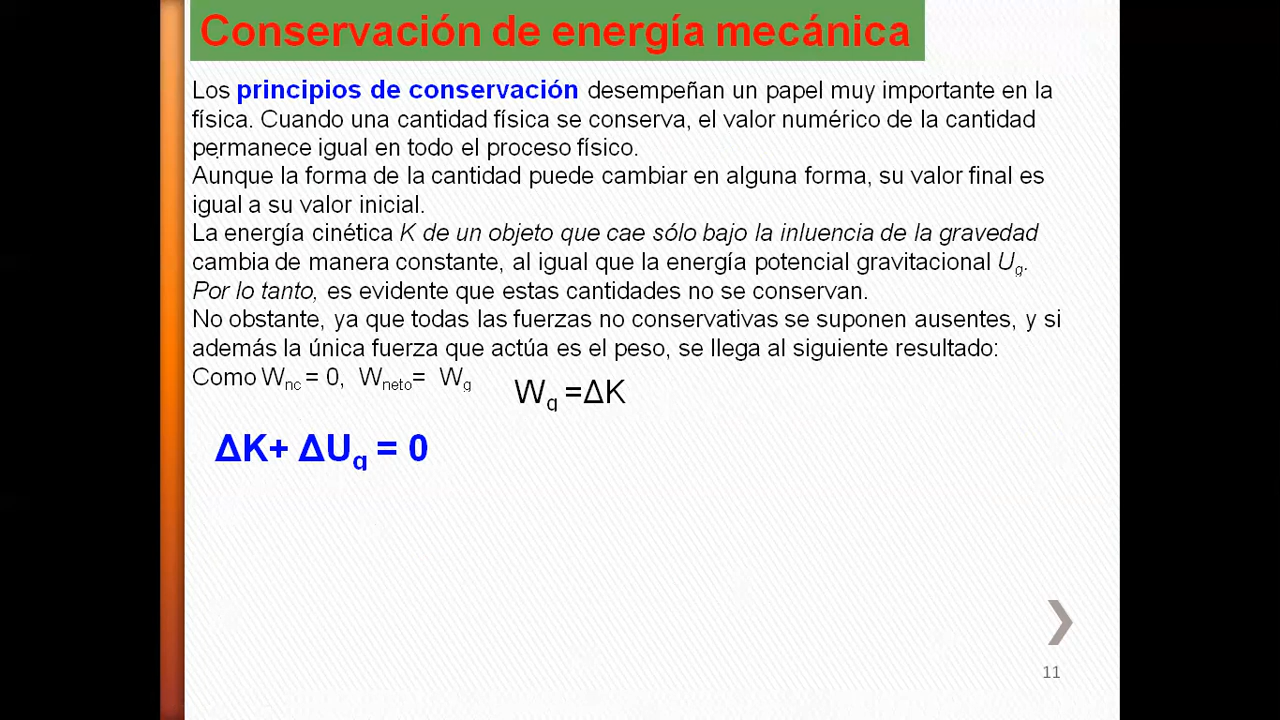 Conservación de energía mecánica
Los principios de conservación desempeñan un papel muy importante en la
física. Cuando una cantidad física se conserva, el valor numérico de la cantidad
permanece igual en todo el proceso físico.
Aunque la forma de la cantidad puede cambiar en alguna forma, su valor final es
igual a su valor inicial.
La energía cinética K de un objeto que cae sólo bajo la inluencia de la gravedad
cambia de manera constante, al igual que la energía potencial gravitacional Ug.
Por lo tanto, es evidente que estas cantidades no se conservan.
No obstante, ya que todas las fuerzas no conservativas se suponen ausentes, y si
además la única fuerza que actúa es el peso, se llega al siguiente resultado:
Como Wnc = 0, Wneto= Wg
Wg =ΔK
ΔK+ ΔUg = 0
11